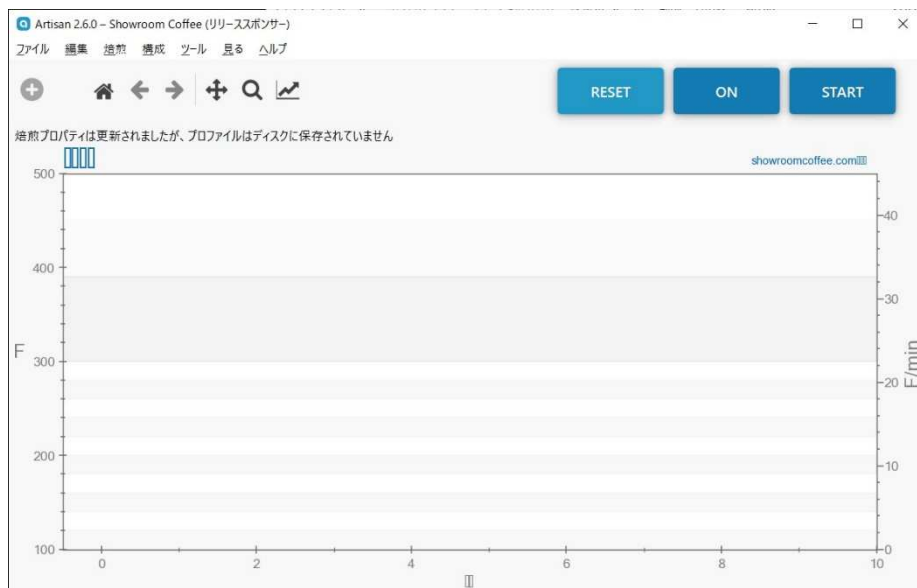 Artisan 2.6.0 – Showroom Coffee (リリーススポンサー)
ファイル 編集 焙煎 構成 ツール 見る ヘルプ
RESET ON START
焙煎プロパティは更新されましたが、プロファイルはディスクに保存されていません
showroomcoffee.com
500
400
300
200
100
F
40
30
20
10
0
F/min
0 2 4 6 8 10